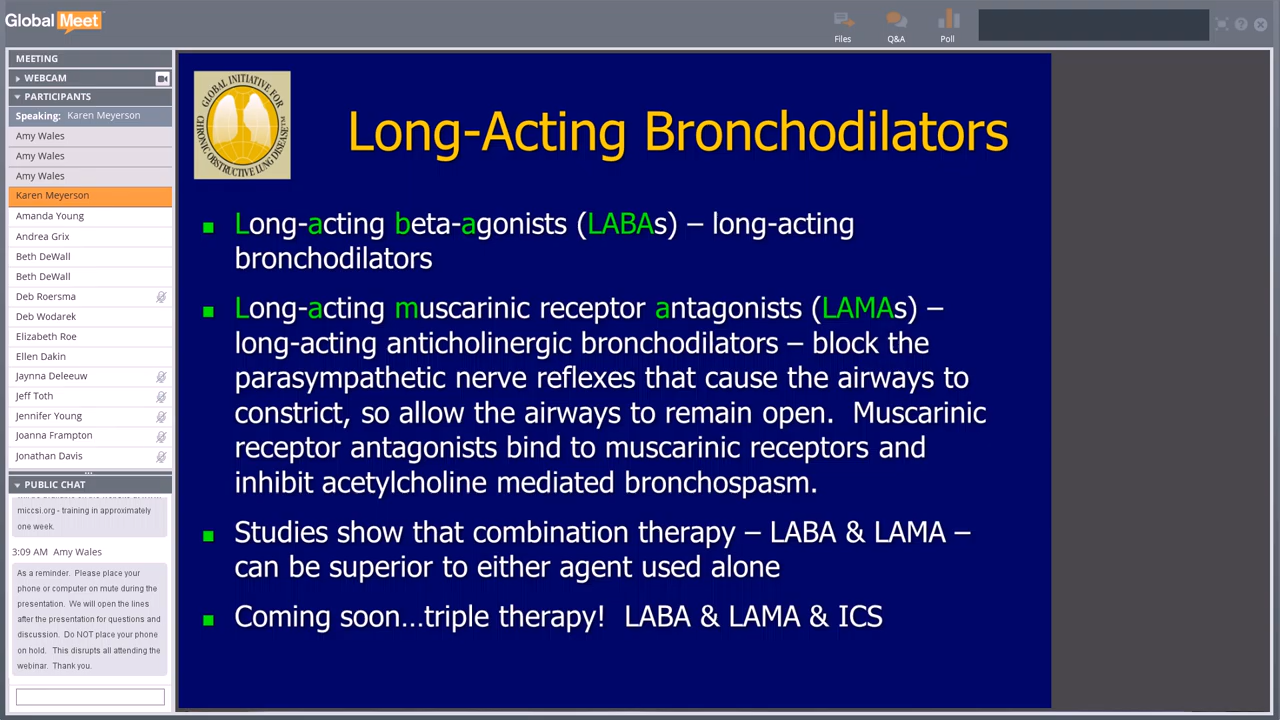 Global Meet
Files
Q&A
Poll
MEETING
WEBCAM
PARTICIPANTS
Speaking: Karen Meyerson
Amy Wales
Amy Wales
Amy Wales
Karen Meyerson
Amanda Young
Andrea Grix
Beth DeWall
Beth DeWall
Deb Roersma
Deb Wodarek
Elizabeth Roe
Ellen Dakin
Jaynna Deleeuw
Jeff Toth
Jennifer Young
Joanna Frampton
Jonathan Davis
PUBLIC CHAT
miccsi.org - training in approximately
one week.
3:09 AM Amy Wales
As a reminder. Please place your
phone or computer on mute during the
presentation. We will open the lines
after the presentation for questions and
discussion. Do NOT place your phone
on hold. This disrupts all attending the
webinar. Thank you.
GLOBAL INITIATIVE FOR
CHRONIC OBSTRUCTIVE LUNG DISEASE™
Long-Acting Bronchodilators
Long-acting beta-agonists (LABAs) – long-acting
bronchodilators
Long-acting muscarinic receptor antagonists (LAMAs) –
long-acting anticholinergic bronchodilators – block the
parasympathetic nerve reflexes that cause the airways to
constrict, so allow the airways to remain open. Muscarinic
receptor antagonists bind to muscarinic receptors and
inhibit acetylcholine mediated bronchospasm.
Studies show that combination therapy – LABA & LAMA –
can be superior to either agent used alone
Coming soon…triple therapy! LABA & LAMA & ICS